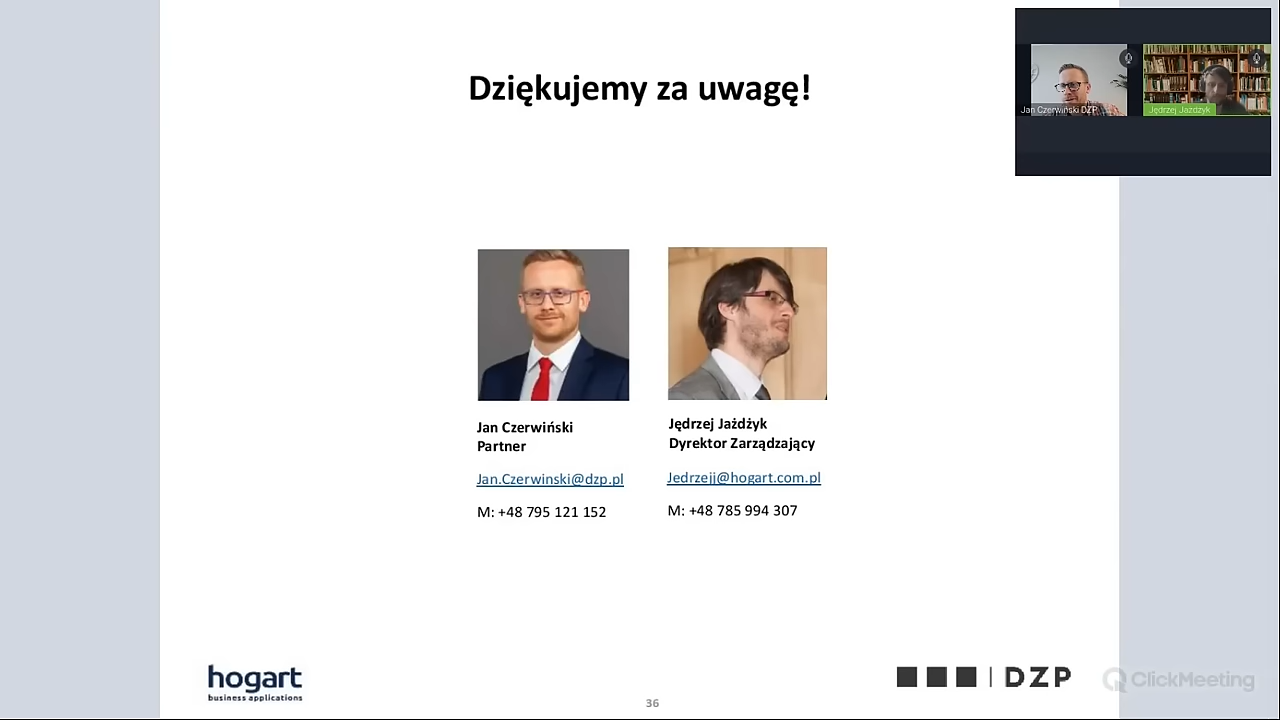 Dziękujemy za uwagę!
Jan Czerwiński DZP
Jędrzej Jażdżyk
Jan Czerwiński
Partner
Jan.Czerwinski@dzp.pl
M: +48 795 121 152
Jędrzej Jażdżyk
Dyrektor Zarządzający
Jedrzejj@hogart.com.pl
M: +48 785 994 307
hogart
business applications
36
DZP
ClickMeeting